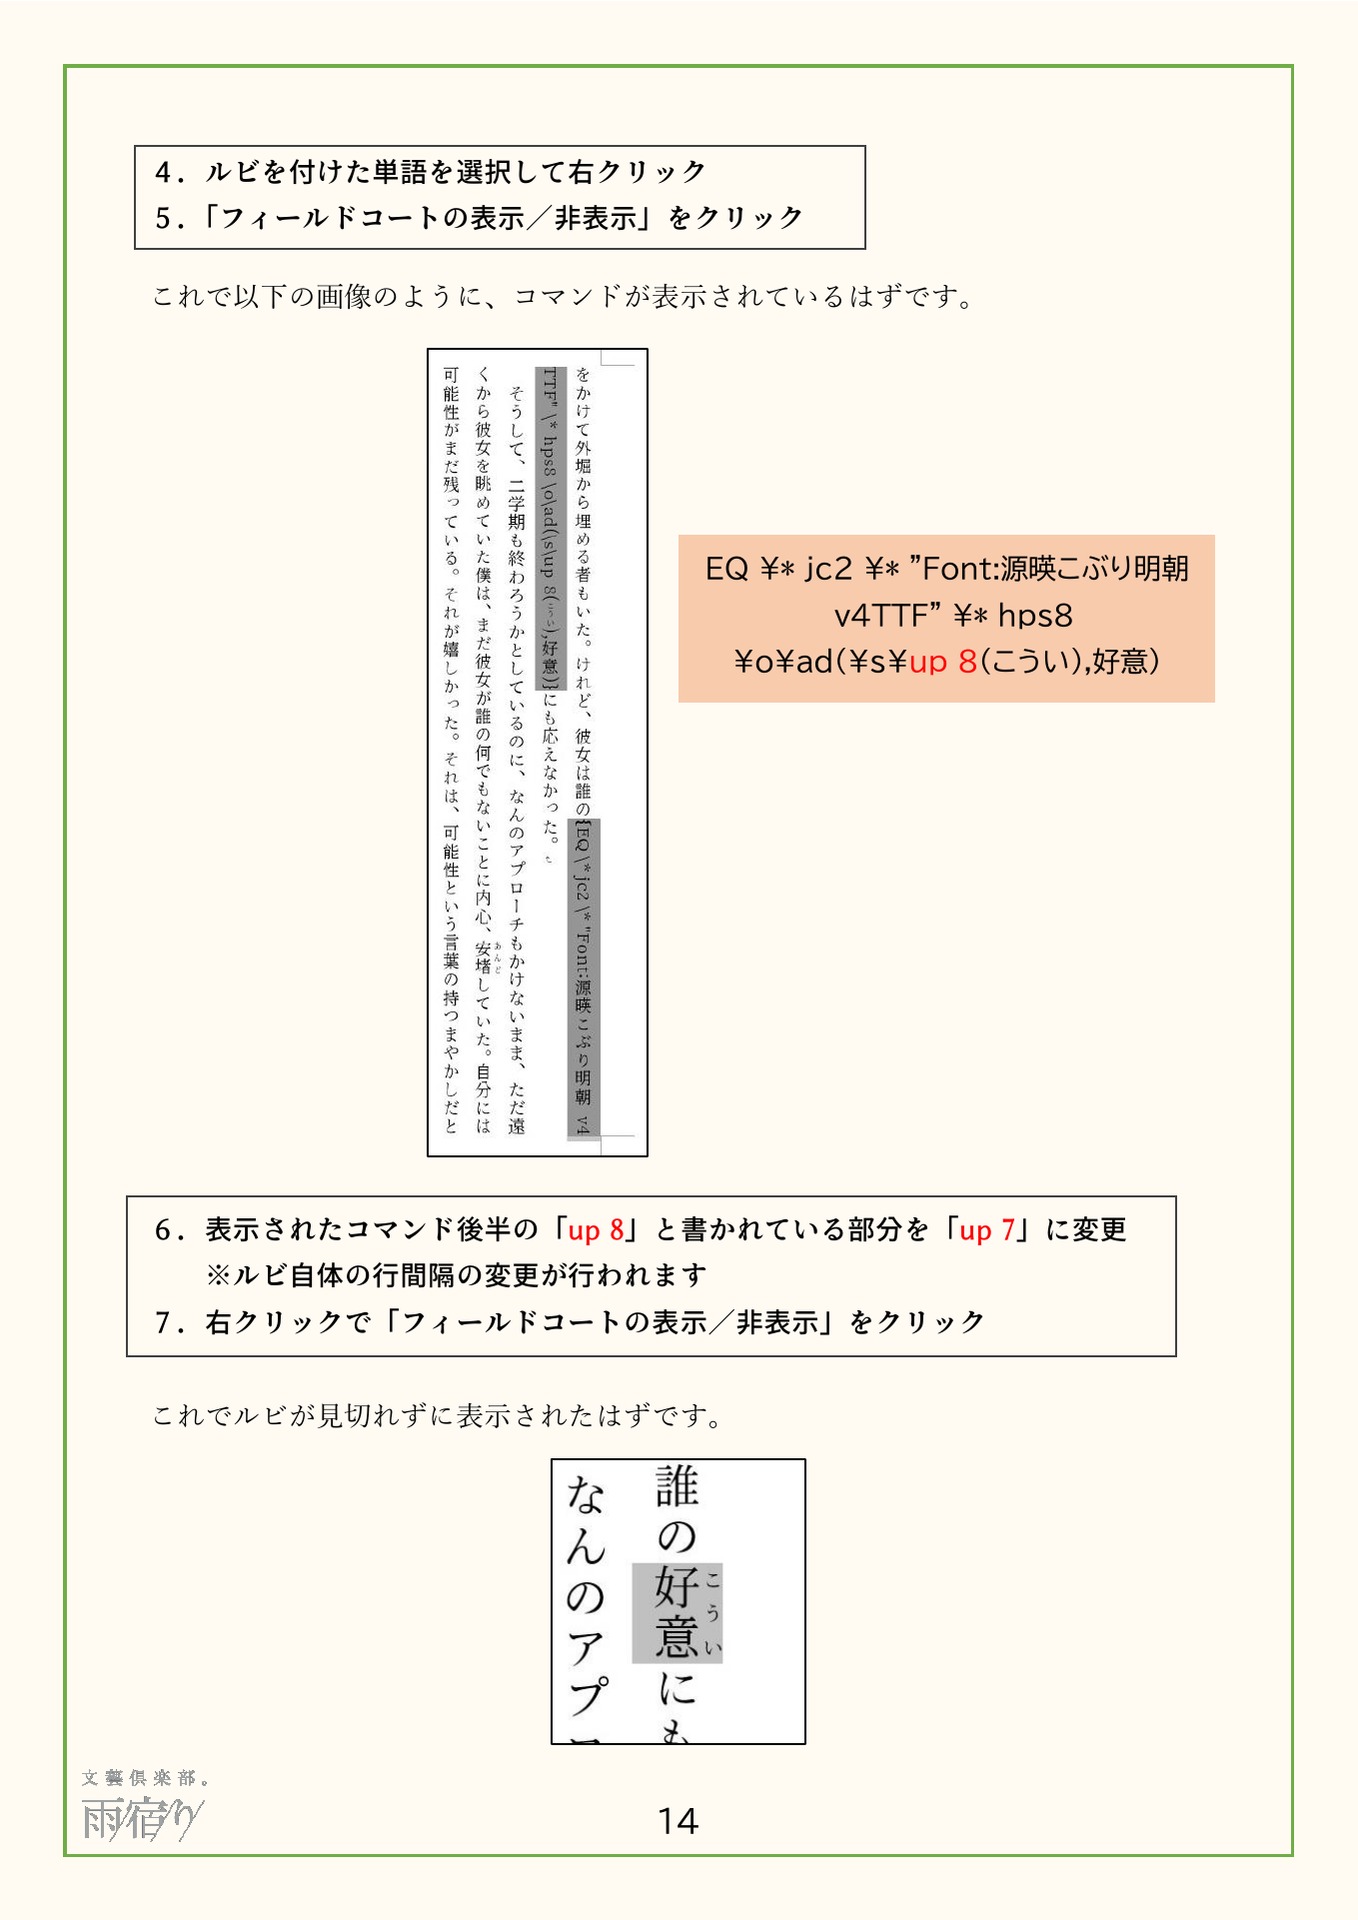 ４．ルビを付けた単語を選択して右クリック
５．「フィールドコートの表示／非表示」をクリック
これで以下の画像のように、コマンドが表示されているはずです。
をかけて外堀から埋める者もいた。けれど、彼女は誰の{EQ \* jc2 \* "Font:源暎こぶり明朝 v4
TTF" \* hps8 \o\ad(\s\up 8(こうい),好意)}にも応えなかった。
そうして、二学期も終わろうかとしているのに、なんのアプローチもかけないまま、ただ遠
くから彼女を眺めていた僕は、まだ彼女が誰の何でもないことに内心、安堵していた。自分には
あんど
可能性がまだ残っている。それが嬉しかった。それは、可能性という言葉の持つまやかしだと
EQ ¥* jc2 ¥* ”Font:源暎こぶり明朝
v4TTF” ¥* hps8
¥o¥ad(¥s¥up 8(こうい),好意)
６．表示されたコマンド後半の「up 8」と書かれている部分を「up 7」に変更
※ルビ自体の行間隔の変更が行われます
７．右クリックで「フィールドコートの表示／非表示」をクリック
これでルビが見切れずに表示されたはずです。
誰の好意にも
こうい
なんのアプロ
文藝倶楽部。
雨宿り
14